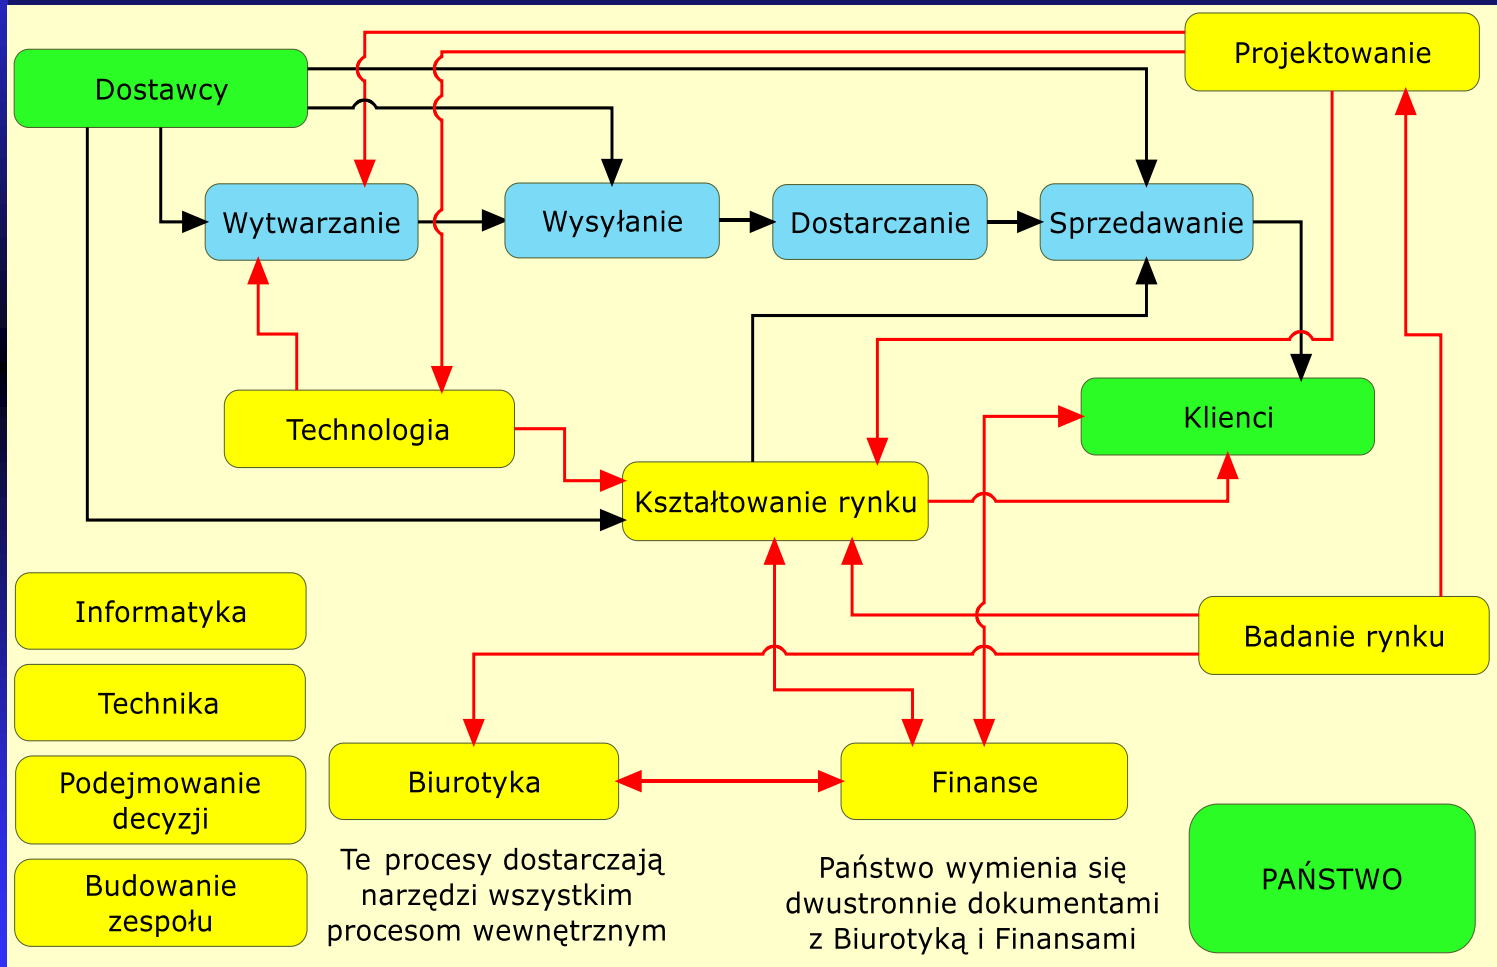 Projektowanie
Dostawcy
Wytwarzanie
Wysyłanie
Dostarczanie
Sprzedawanie
Technologia
Klienci
Kształtowanie rynku
Informatyka
Badanie rynku
Technika
Podejmowanie
decyzji
Biurotyka
Finanse
Budowanie
zespołu
Te procesy dostarczają
narzędzi wszystkim
procesom wewnętrznym
Państwo wymienia się
dwustronnie dokumentami
z Biurotyką i Finansami
PAŃSTWO